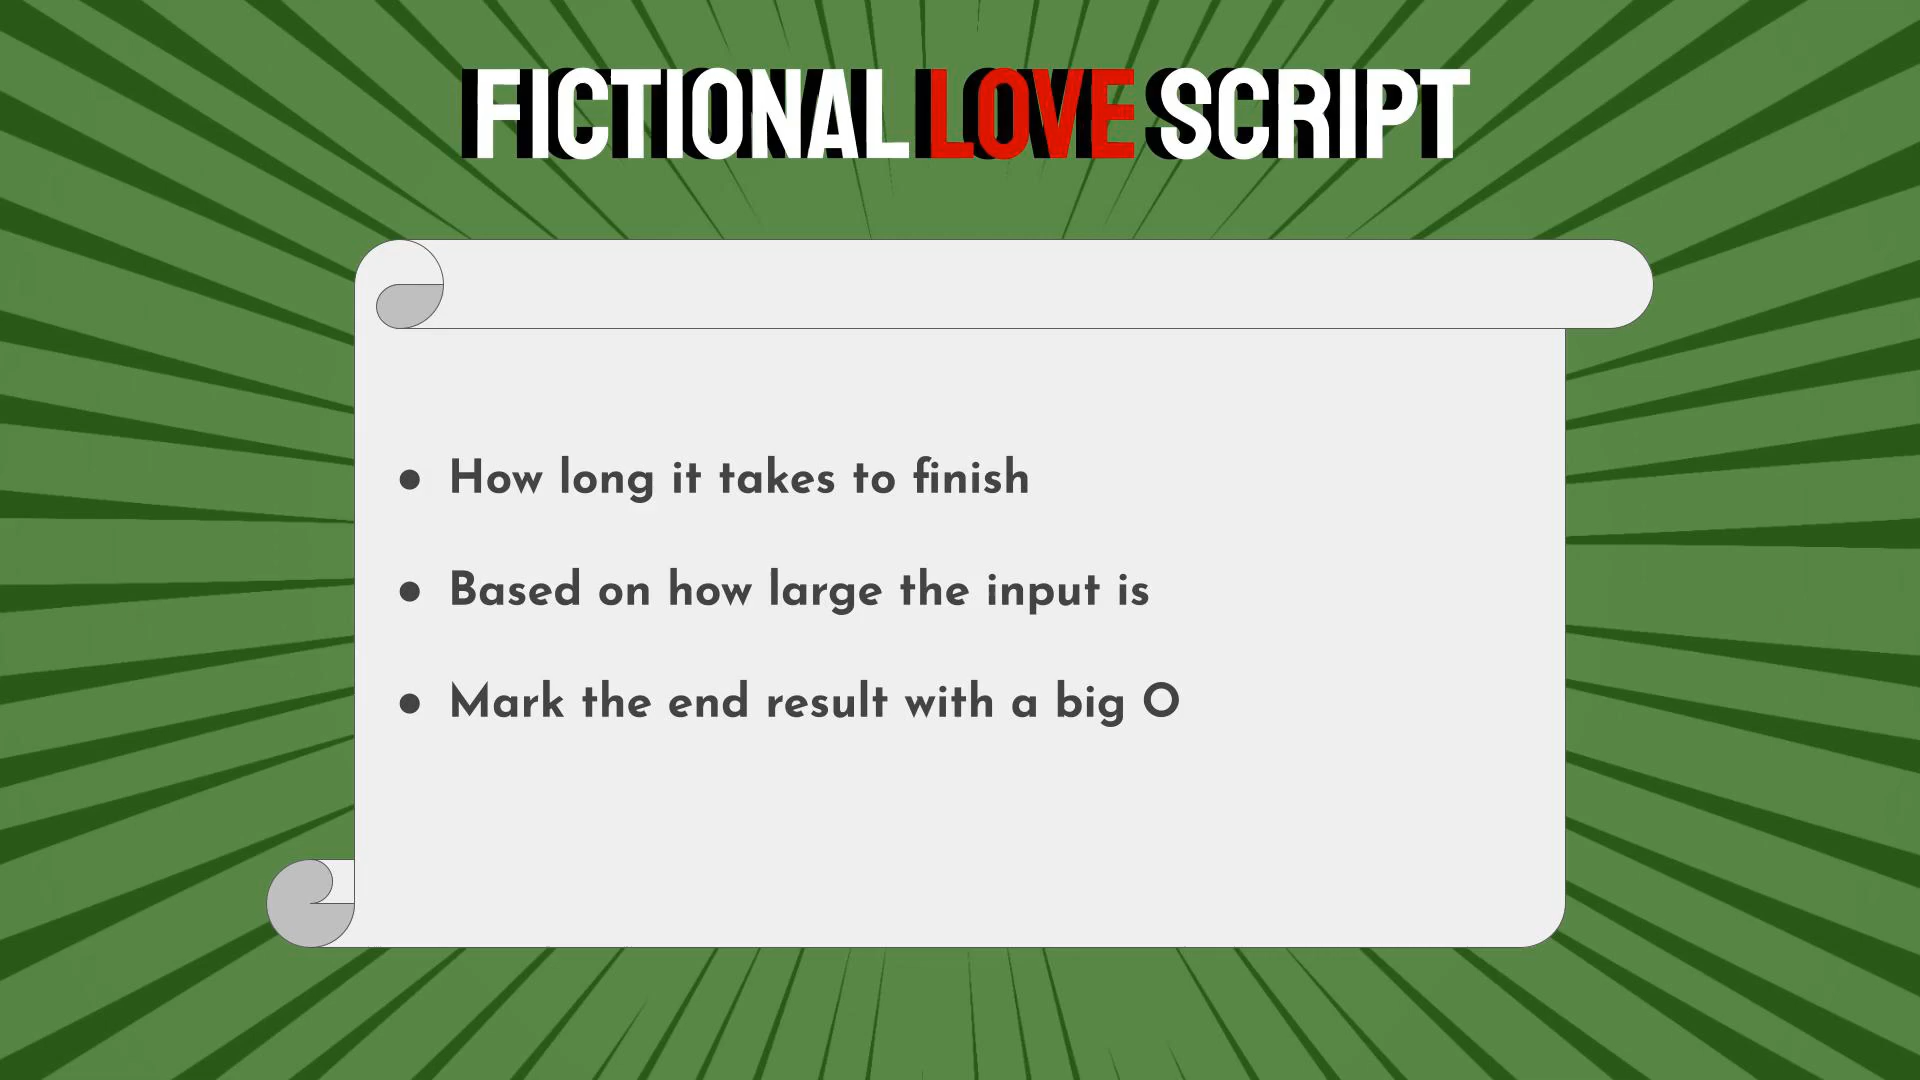 FICTIONAL LOVE SCRIPT
● How long it takes to finish
● Based on how large the input is
● Mark the end result with a big O